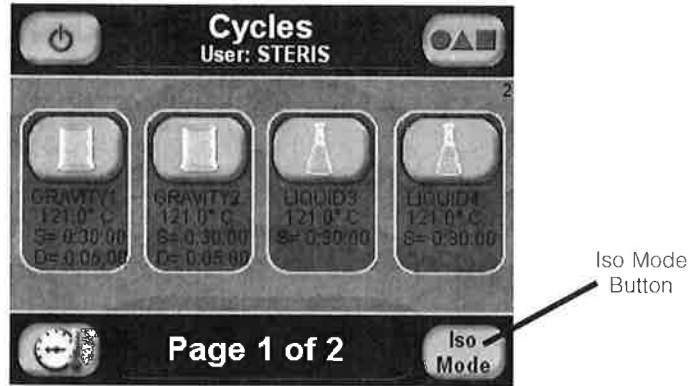 Cycles
User: STERIS
2
GRAVITY1
121.0° C
S= 0:30:00
D= 0:05:00
GRAVITY2
121.0° C
S= 0:30:00
D= 0:05:00
LIQUID3
121.0° C
S= 0:30:00
LIQUID4
121.0° C
S= 0:30:00
Page 1 of 2
Iso
Mode
Iso Mode
Button